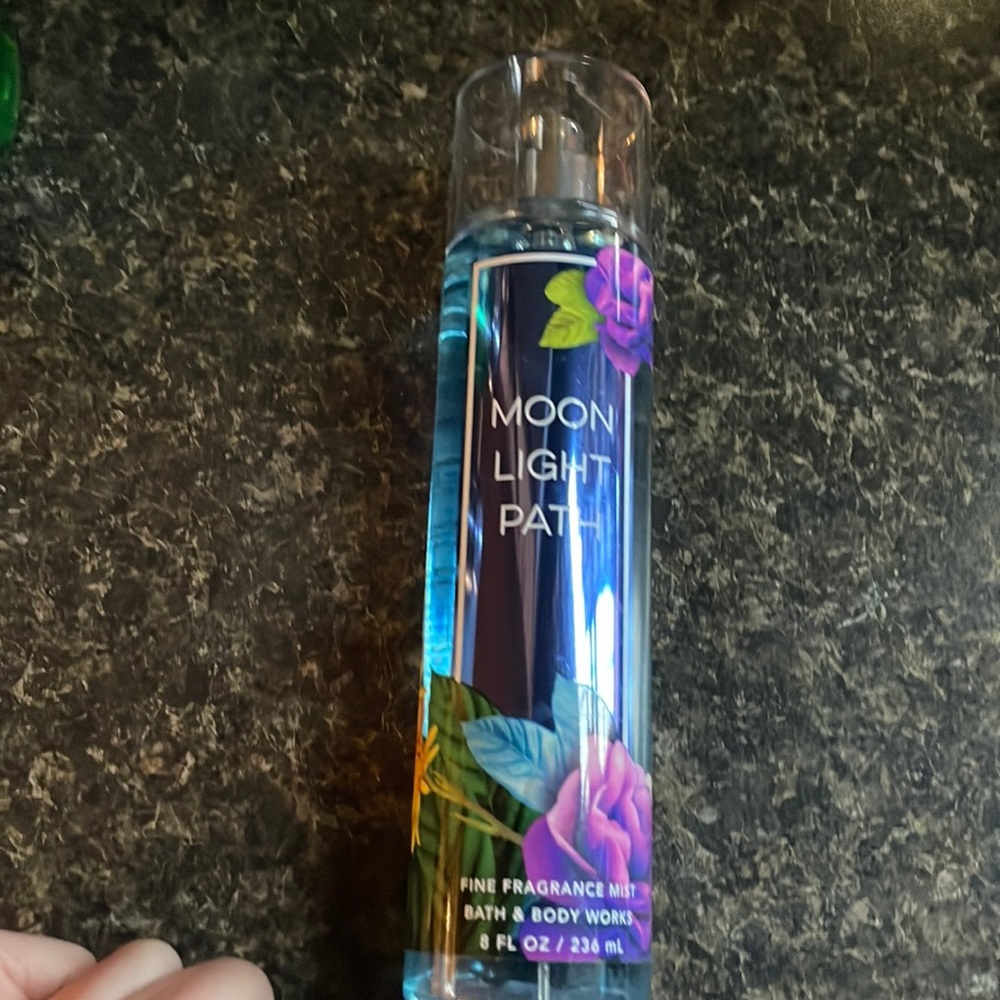 MOON
LIGHT
PATH
FINE FRAGRANCE MIST
BATH & BODY WORKS
8 FL OZ / 236 mL